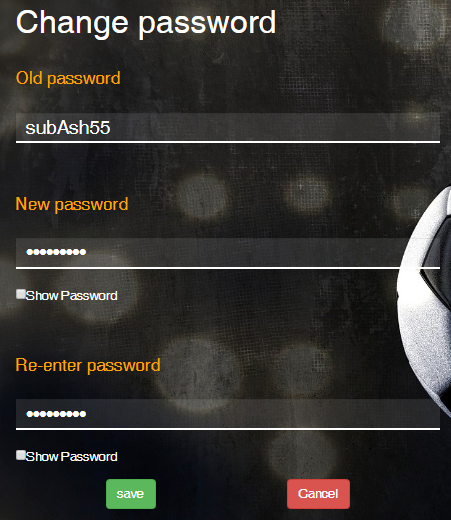 Change password
Old password
subAsh55
New password
•••••••••
Show Password
Re-enter password
•••••••••
Show Password
save Cancel